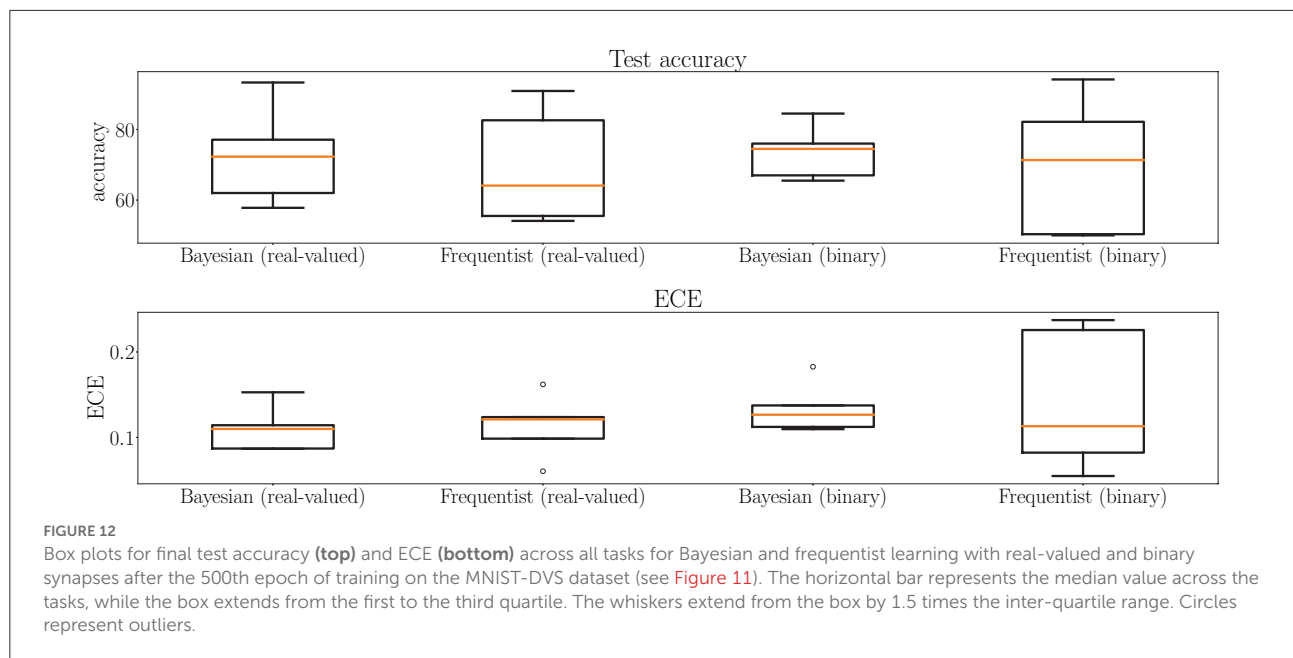 Test accuracy
accuracy
80
60
Bayesian (real-valued)
Frequentist (real-valued)
Bayesian (binary)
Frequentist (binary)
ECE
ECE
0.2
0.1
Bayesian (real-valued)
Frequentist (real-valued)
Bayesian (binary)
Frequentist (binary)
FIGURE 12
Box plots for final test accuracy (top) and ECE (bottom) across all tasks for Bayesian and frequentist learning with real-valued and binary
synapses after the 500th epoch of training on the MNIST-DVS dataset (see Figure 11). The horizontal bar represents the median value across the
tasks, while the box extends from the first to the third quartile. The whiskers extend from the box by 1.5 times the inter-quartile range. Circles
represent outliers.